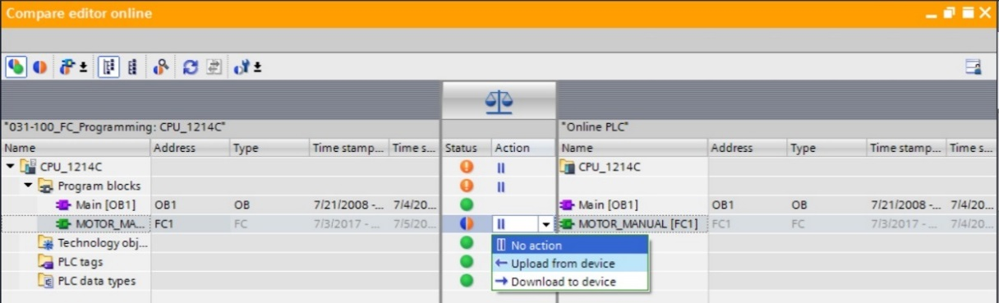 Compare editor online
"031-100_FC_Programming: CPU_1214C" "Online PLC"
Name Address Type Time stamp... Time s... Status Action Name Address Type Time stamp... Time s...
CPU_1214C CPU_1214C
Program blocks
Main [OB1] OB1 OB 7/21/2008 -... 7/4/20... Main [OB1] OB1 OB 7/21/2008 -... 7/4/20...
MOTOR_MA... FC1 FC 7/3/2017 - ... 7/5/20... MOTOR_MANUAL [FC1] FC1 FC 7/3/2017 - ... 7/4/20...
Technology obj... No action
PLC tags Upload from device
PLC data types Download to device